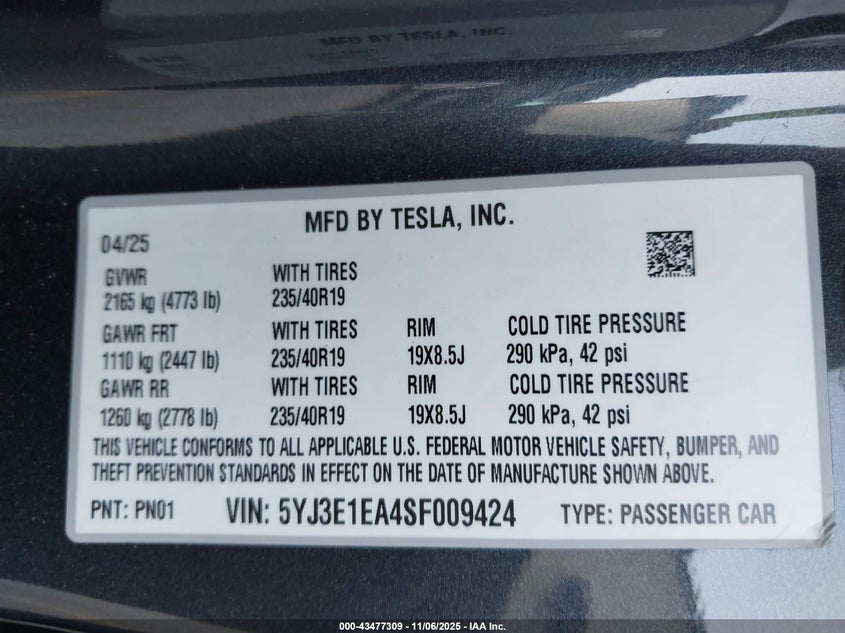 MFD BY TESLA, INC.
MFD BY TESLA, INC.
04/25
GVWR WITH TIRES
2165 kg (4773 lb) 235/40R19
GAWR FRT WITH TIRES RIM COLD TIRE PRESSURE
1110 kg (2447 lb) 235/40R19 19X8.5J 290 kPa, 42 psi
GAWR RR WITH TIRES RIM COLD TIRE PRESSURE
1260 kg (2778 lb) 235/40R19 19X8.5J 290 kPa, 42 psi
THIS VEHICLE CONFORMS TO ALL APPLICABLE U.S. FEDERAL MOTOR VEHICLE SAFETY, BUMPER, AND
THEFT PREVENTION STANDARDS IN EFFECT ON THE DATE OF MANUFACTURE SHOWN ABOVE.
PNT: PN01 VIN: 5YJ3E1EA4SF009424 TYPE: PASSENGER CAR
000-43477309 - 11/06/2025 - IAA Inc.